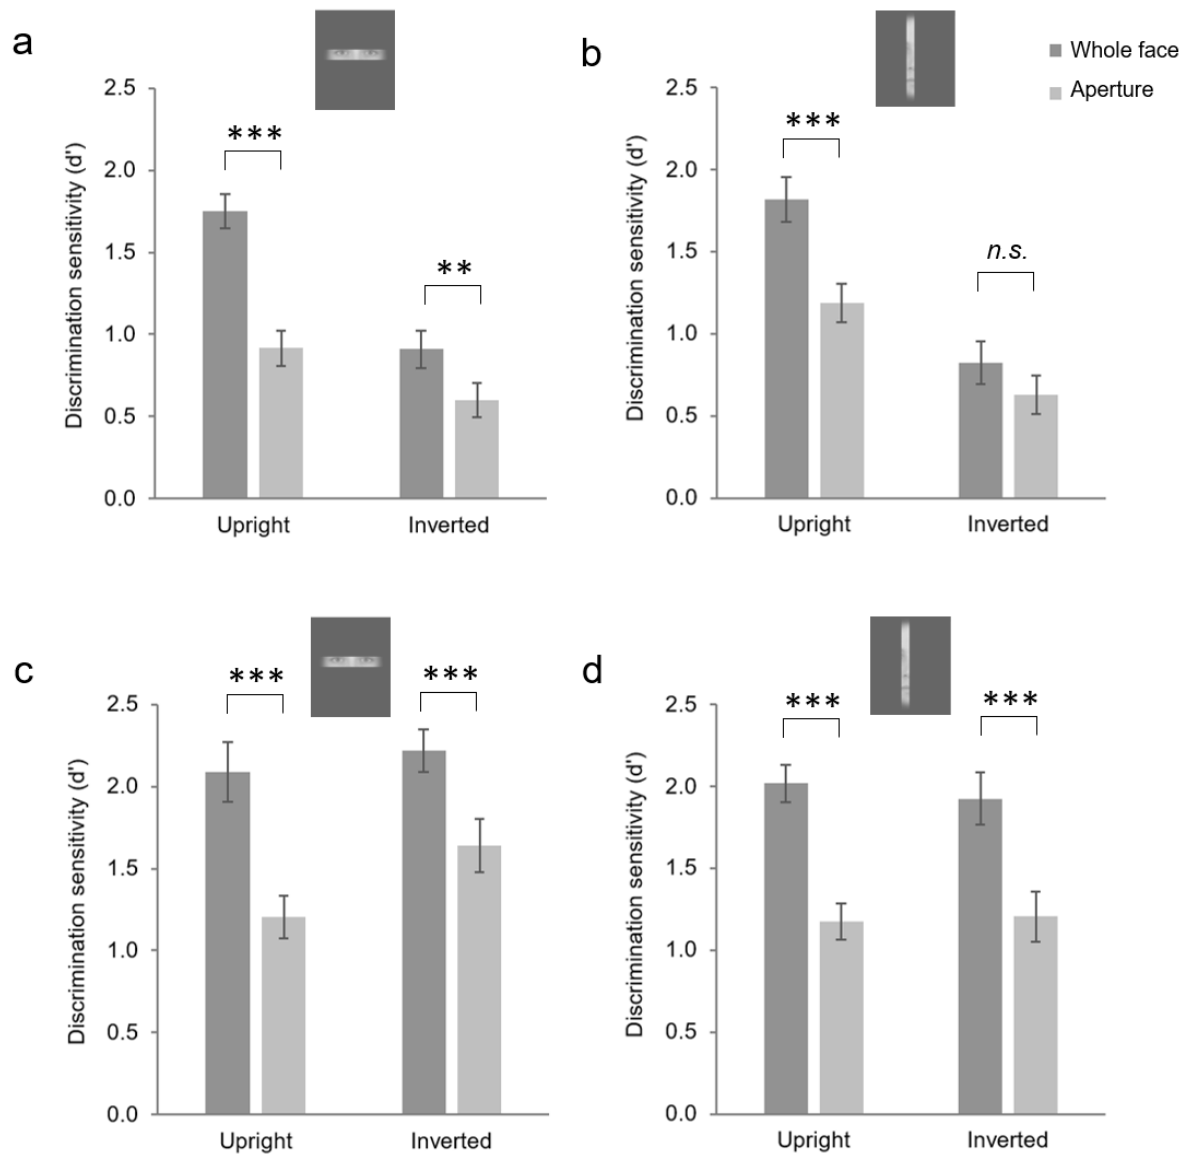 a
b
Whole face
Aperture
2.5
2.0
1.5
1.0
0.5
0.0
Discrimination sensitivity (d')
***
**
Upright
Inverted
2.5
2.0
1.5
1.0
0.5
0.0
Discrimination sensitivity (d')
***
n.s.
Upright
Inverted
c
2.5
2.0
1.5
1.0
0.5
0.0
Discrimination sensitivity (d')
***
***
Upright
Inverted
d
2.5
2.0
1.5
1.0
0.5
0.0
Discrimination sensitivity (d')
***
***
Upright
Inverted